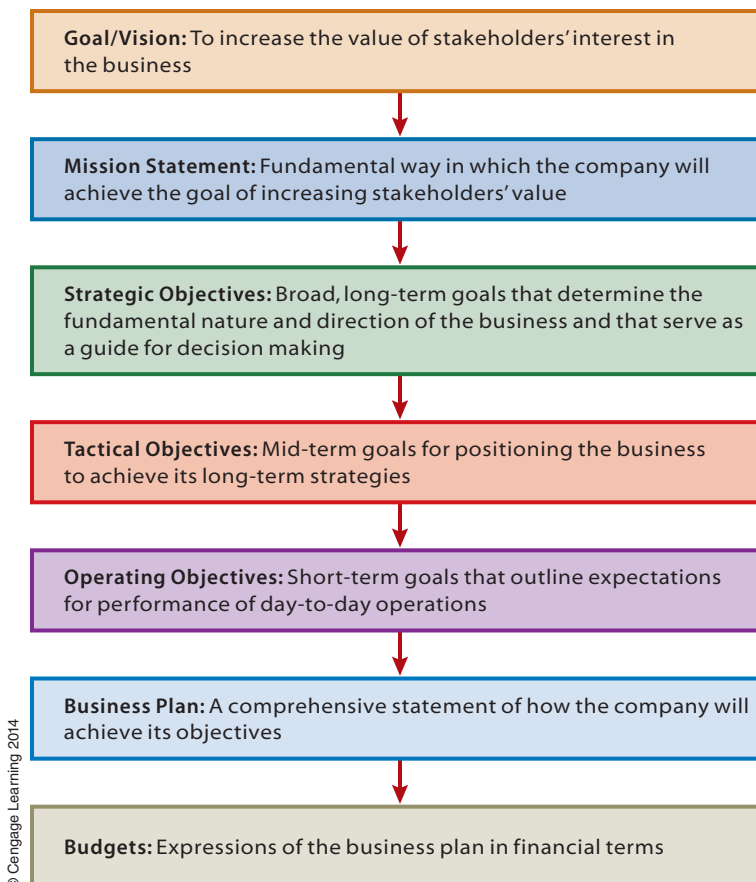 Goal/Vision: To increase the value of stakeholders' interest in
the business
Mission Statement: Fundamental way in which the company will
achieve the goal of increasing stakeholders' value
Strategic Objectives: Broad, long-term goals that determine the
fundamental nature and direction of the business and that serve as
a guide for decision making
Tactical Objectives: Mid-term goals for positioning the business
to achieve its long-term strategies
Operating Objectives: Short-term goals that outline expectations
for performance of day-to-day operations
Business Plan: A comprehensive statement of how the company will
achieve its objectives
Budgets: Expressions of the business plan in financial terms
© Cengage Learning 2014